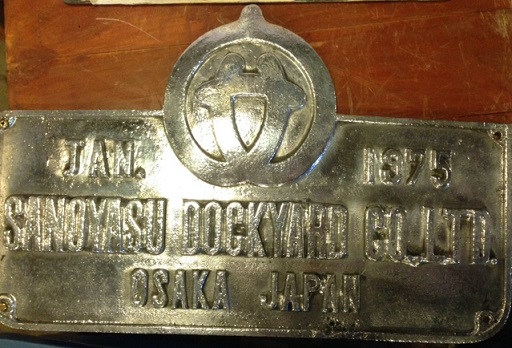 JAN. 1975
SANOYASU DOCKYARD CO., LTD.
OSAKA JAPAN